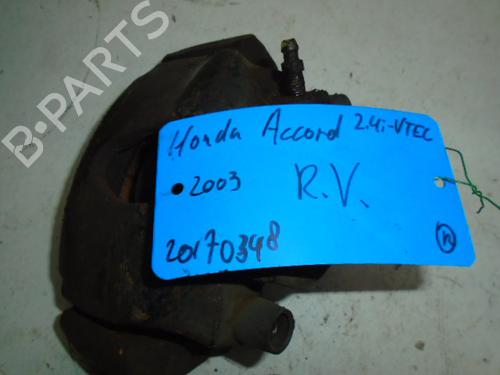 B-PARTS
Honda Accord 2.4i-VTEC
2003 R.V.
20170348